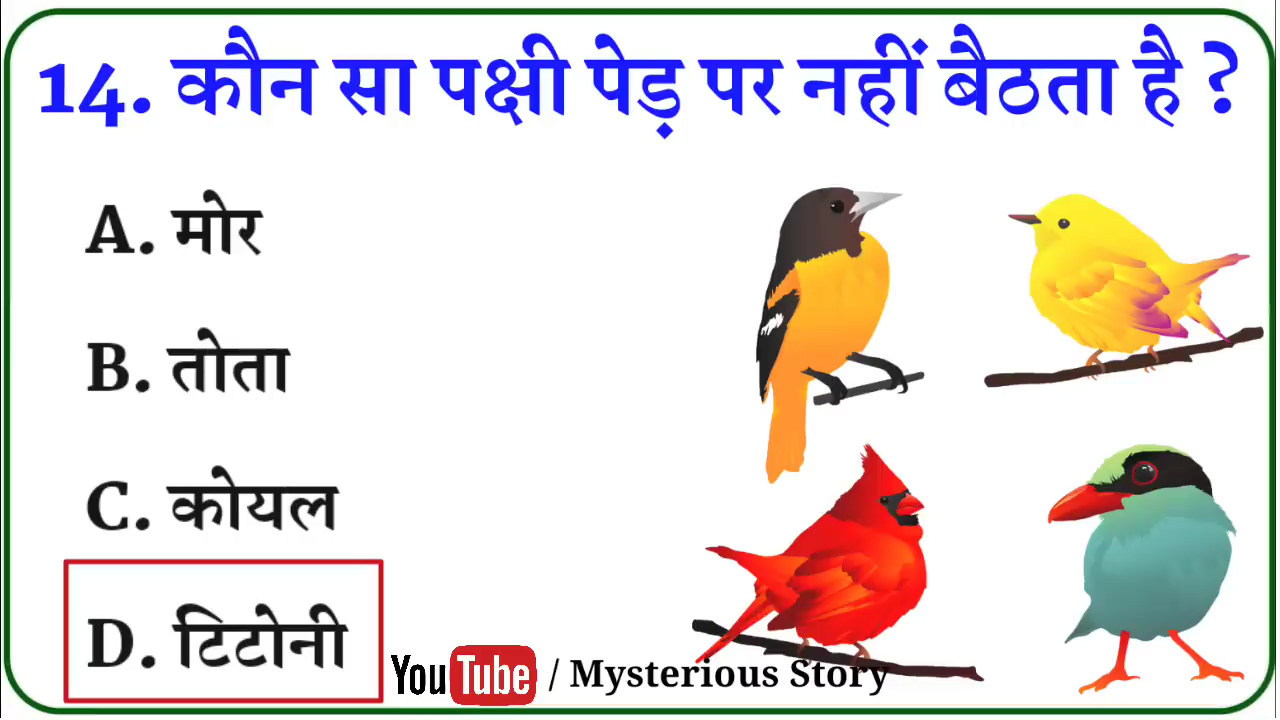 14. कौन सा पक्षी पेड़ पर नहीं बैठता है ?
A. मोर
B. तोता
C. कोयल
D. टिटोनी
YouTube / Mysterious Story